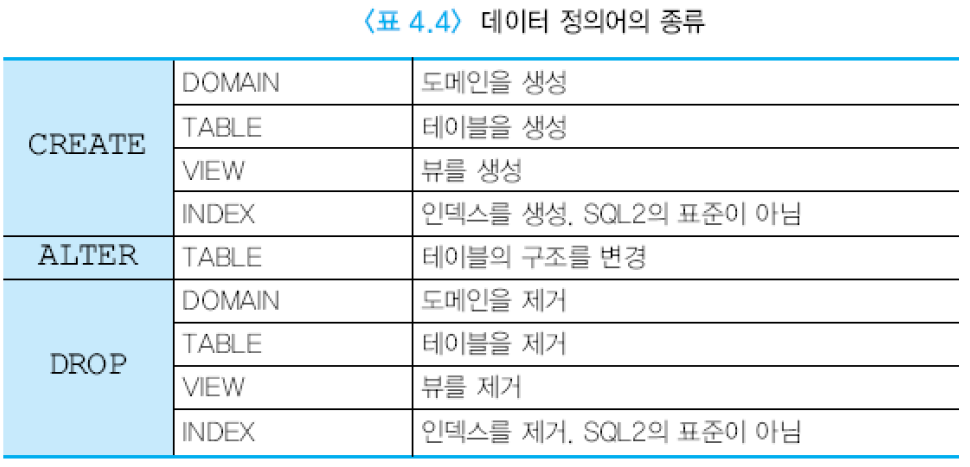 〈표 4.4〉 데이터 정의어의 종류
CREATE
DOMAIN 도메인을 생성
TABLE 테이블을 생성
VIEW 뷰를 생성
INDEX 인덱스를 생성. SQL2의 표준이 아님
ALTER TABLE 테이블의 구조를 변경
DROP
DOMAIN 도메인을 제거
TABLE 테이블을 제거
VIEW 뷰를 제거
INDEX 인덱스를 제거. SQL2의 표준이 아님